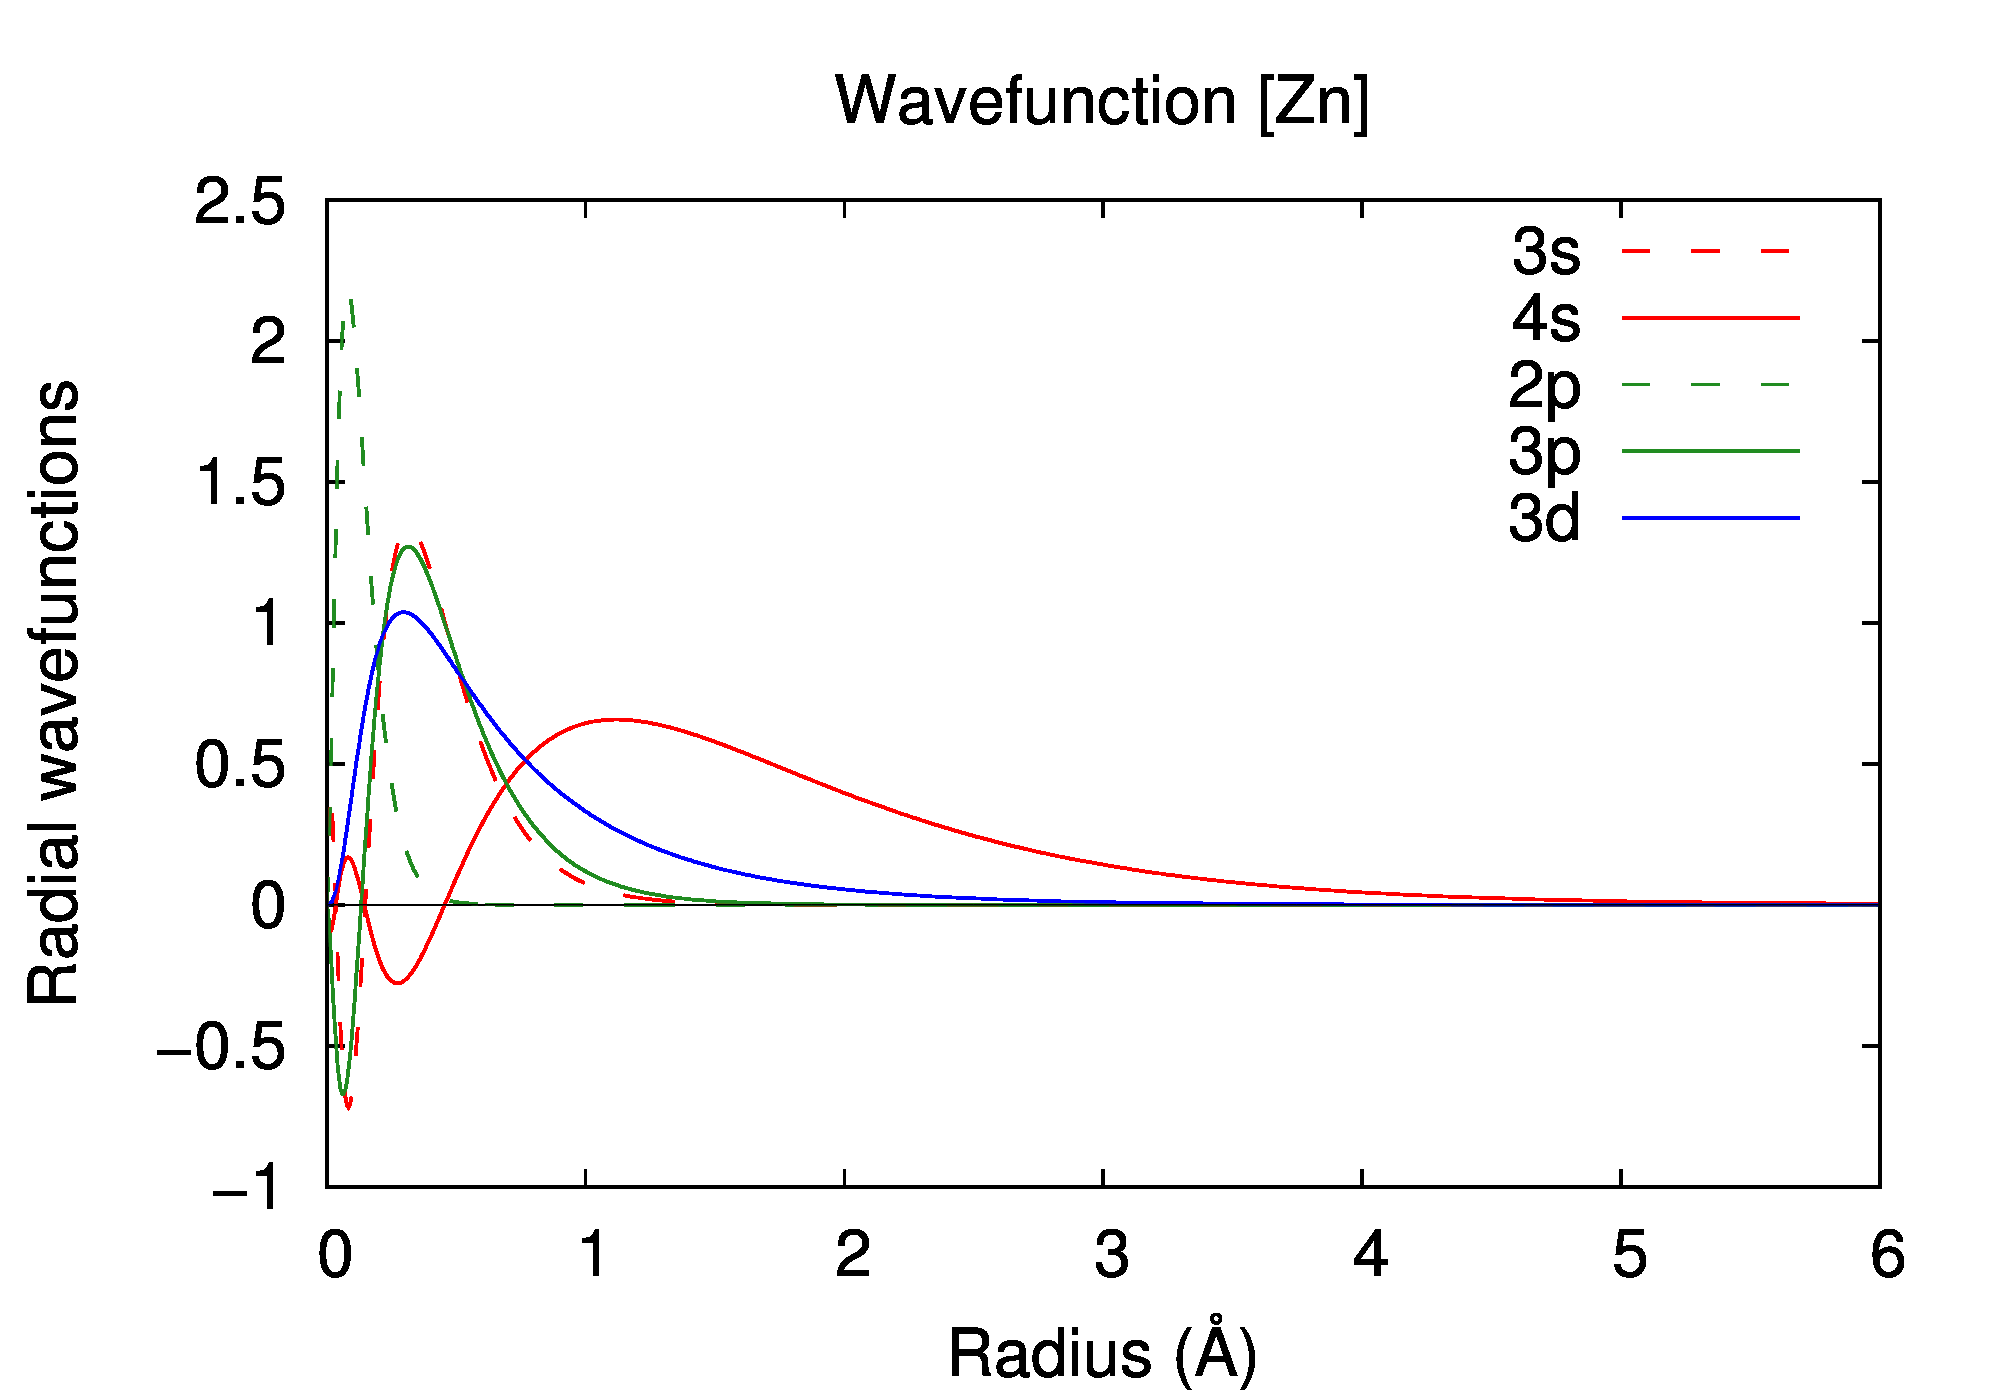 Wavefunction [Zn]
2.5
2
1.5
1
0.5
0
−0.5
−1
Radial wavefunctions
3s
4s
2p
3p
3d
0 1 2 3 4 5 6
Radius (Å)